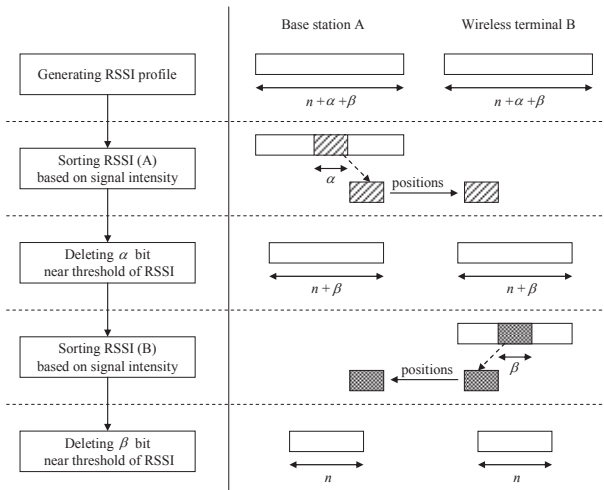 Base station A
Wireless terminal B
Generating RSSI profile
n + α + β
n + α + β
Sorting RSSI (A)
based on signal intensity
α
positions
Deleting α bit
near threshold of RSSI
n + β
n + β
Sorting RSSI (B)
based on signal intensity
β
positions
Deleting β bit
near threshold of RSSI
n
n